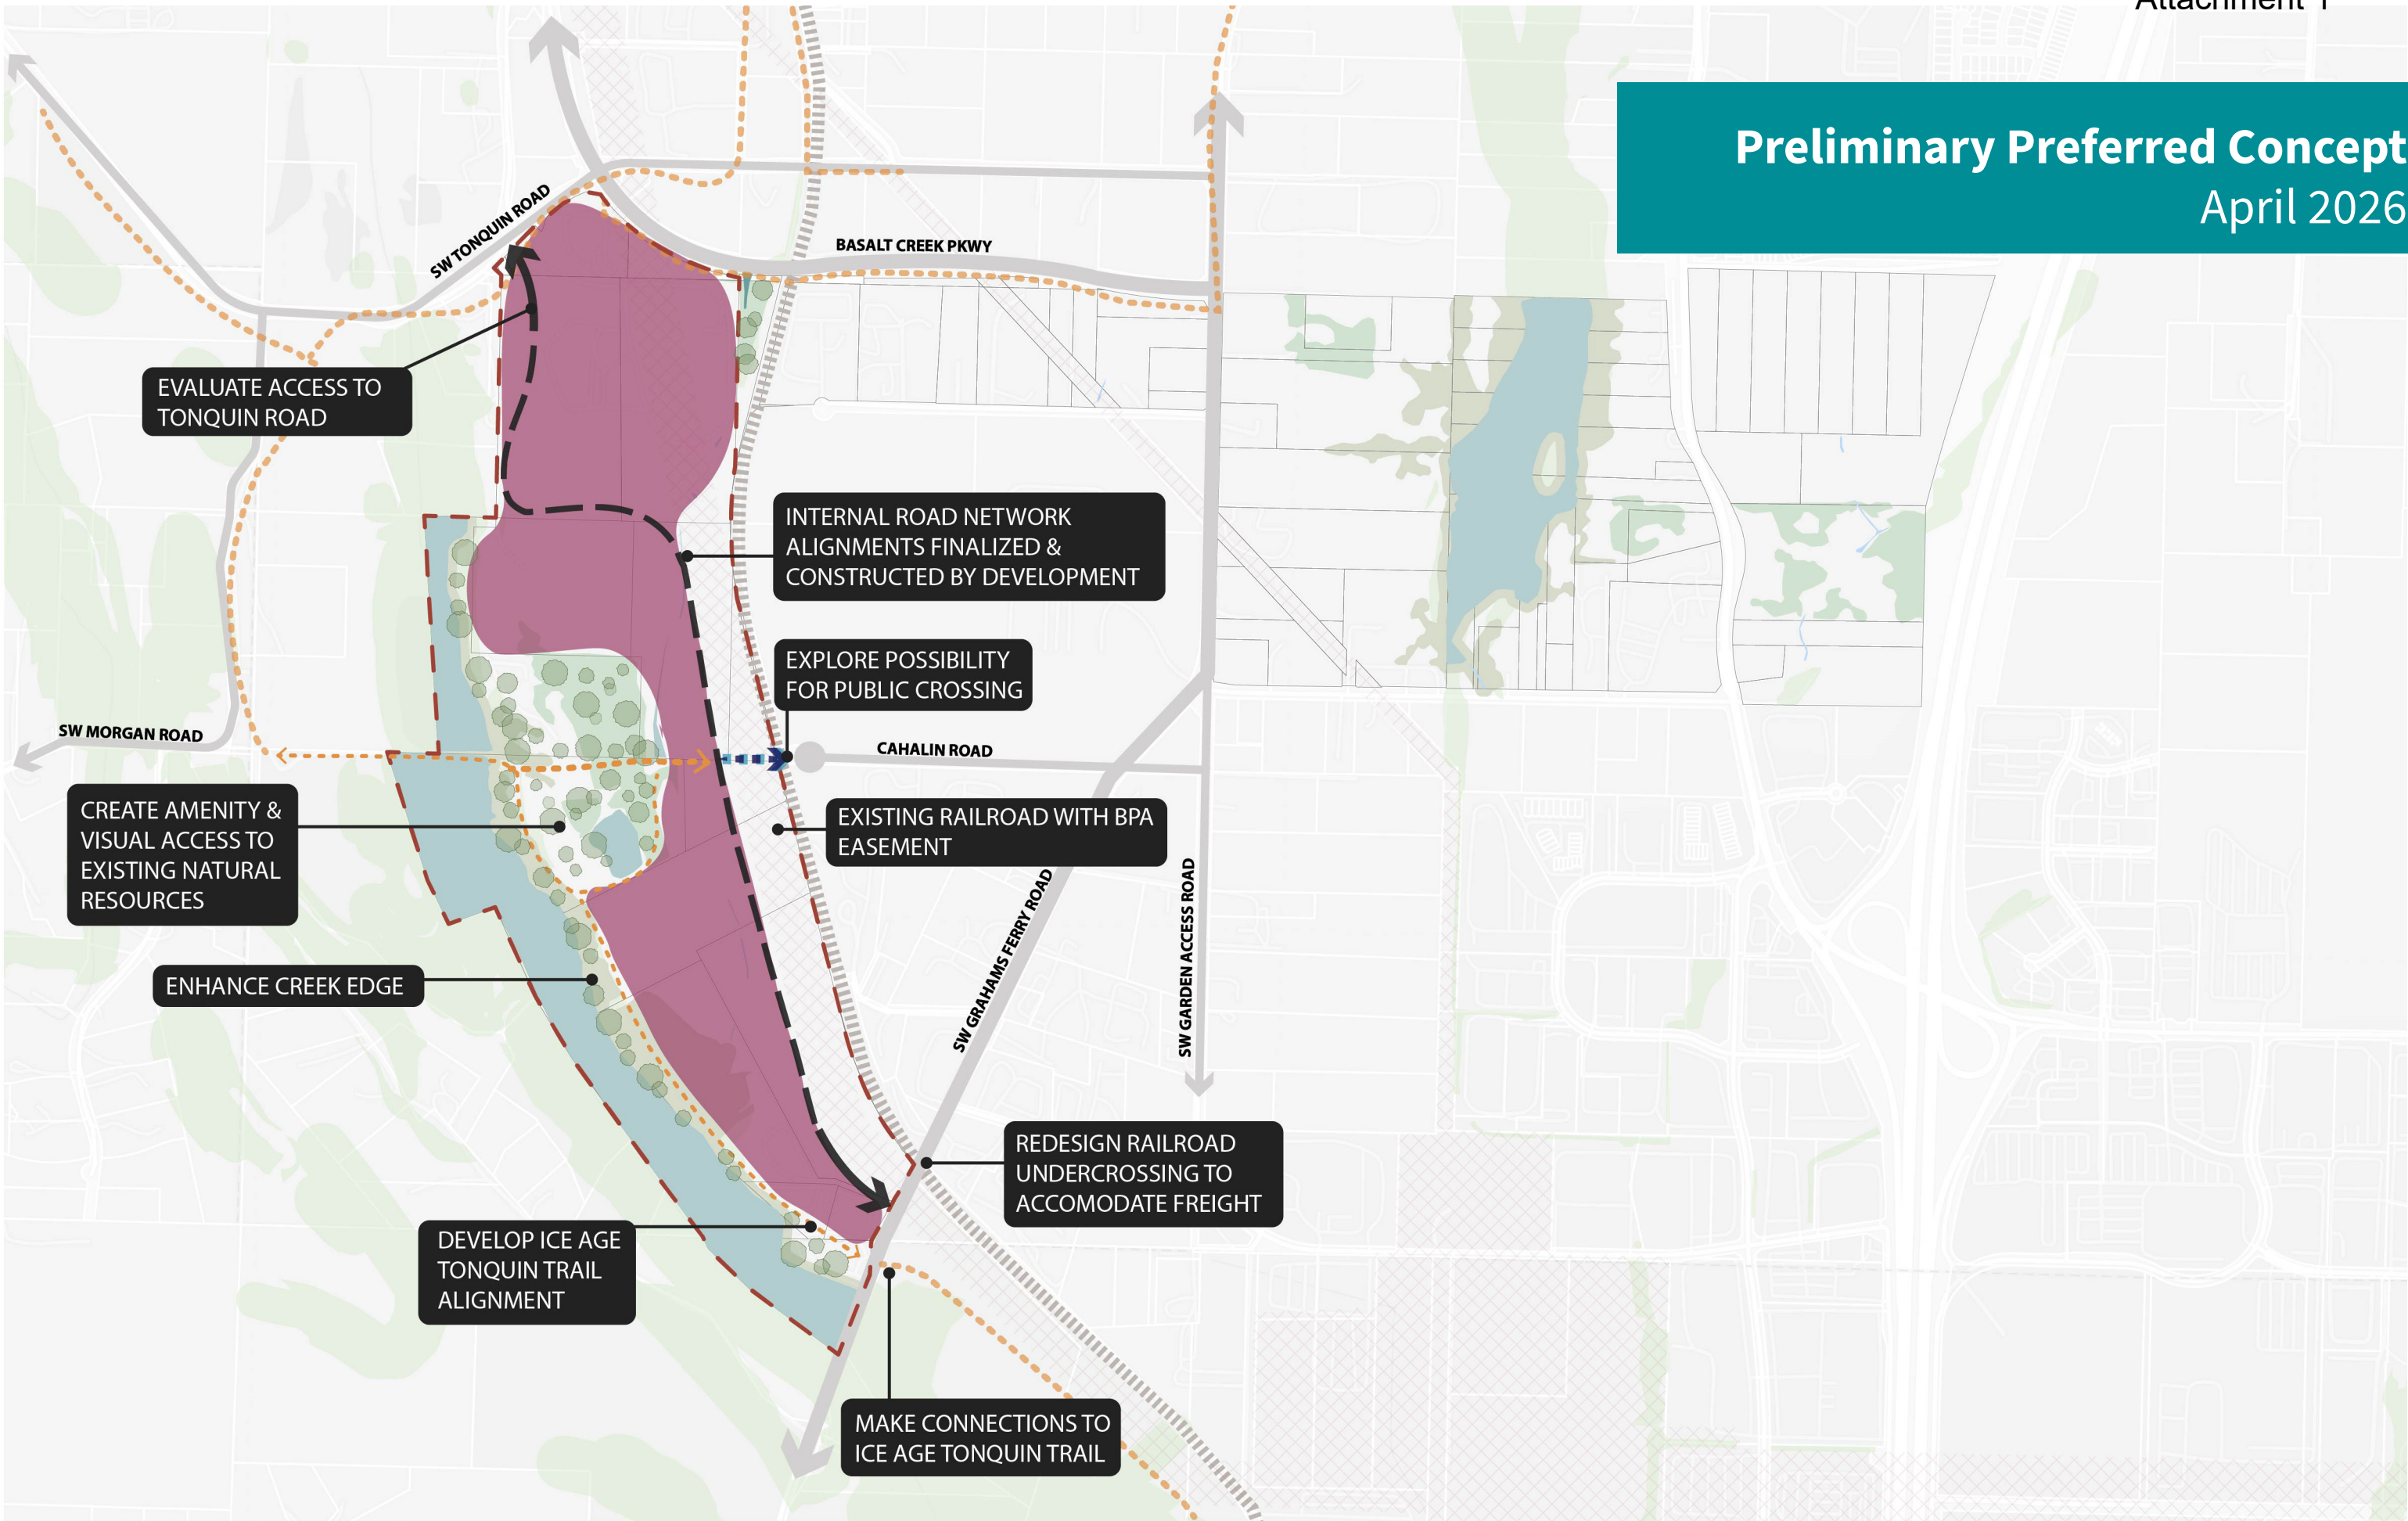 Attachment 1
Preliminary Preferred Concept
April 2026
SW TONQUIN ROAD
BASALT CREEK PKWY
EVALUATE ACCESS TO
TONQUIN ROAD
INTERNAL ROAD NETWORK
ALIGNMENTS FINALIZED &
CONSTRUCTED BY DEVELOPMENT
EXPLORE POSSIBILITY
FOR PUBLIC CROSSING
SW MORGAN ROAD
CAHALIN ROAD
CREATE AMENITY &
VISUAL ACCESS TO
EXISTING NATURAL
RESOURCES
EXISTING RAILROAD WITH BPA
EASEMENT
SW GRAHAMS FERRY ROAD
SW GARDEN ACCESS ROAD
ENHANCE CREEK EDGE
REDESIGN RAILROAD
UNDERCROSSING TO
ACCOMODATE FREIGHT
DEVELOP ICE AGE
TONQUIN TRAIL
ALIGNMENT
MAKE CONNECTIONS TO
ICE AGE TONQUIN TRAIL